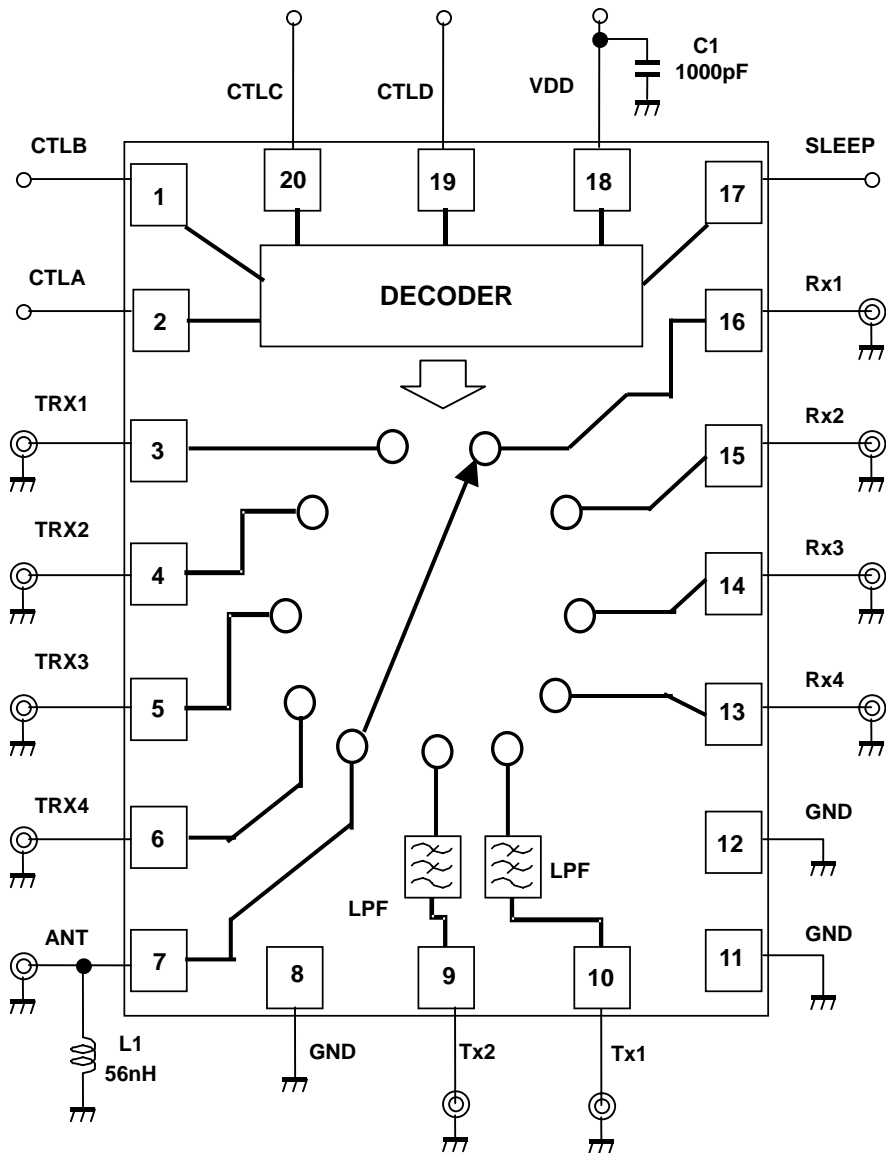 C1
1000pF
CTLC
CTLD
VDD
CTLB
SLEEP
1
20
19
18
17
CTLA
DECODER
Rx1
2
16
TRX1
Rx2
3
15
TRX2
Rx3
4
14
TRX3
Rx4
5
13
TRX4
GND
6
12
LPF
LPF
ANT
GND
7
8
9
10
11
L1
56nH
GND
Tx2
Tx1